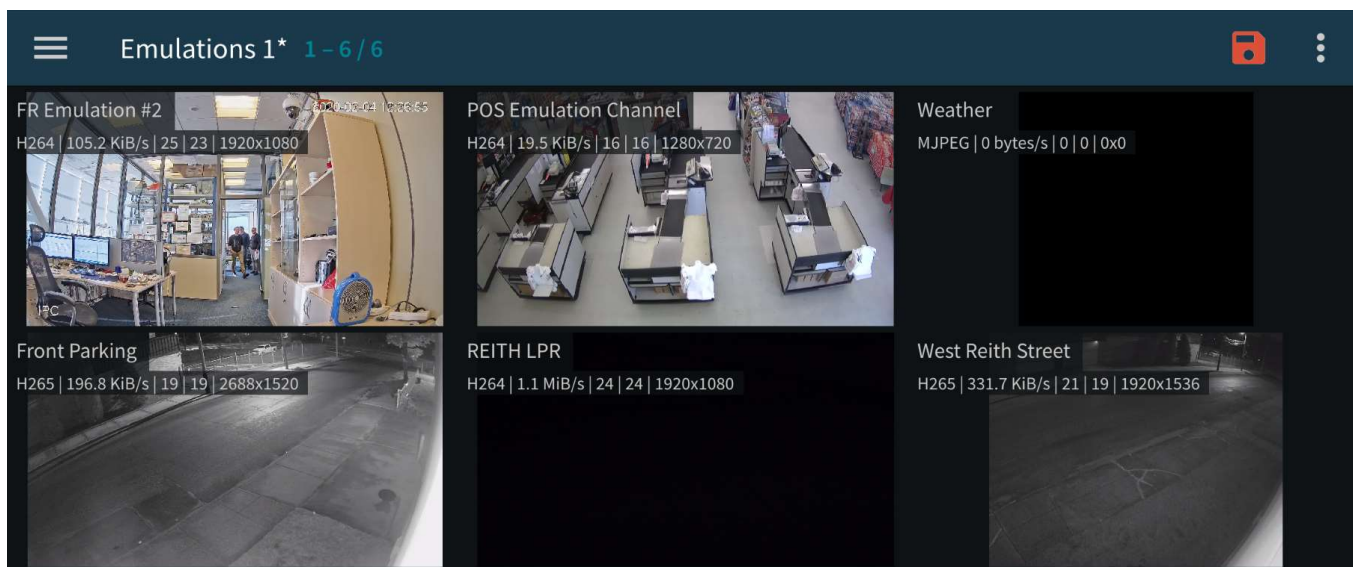 Emulations 1* 1 – 6 / 6
FR Emulation #2
H264 | 105.2 KiB/s | 25 | 23 | 1920x1080
IPC
POS Emulation Channel
H264 | 19.5 KiB/s | 16 | 16 | 1280x720
Weather
MJPEG | 0 bytes/s | 0 | 0 | 0x0
Front Parking
H265 | 196.8 KiB/s | 19 | 19 | 2688x1520
REITH LPR
H264 | 1.1 MiB/s | 24 | 24 | 1920x1080
West Reith Street
H265 | 331.7 KiB/s | 21 | 19 | 1920x1536